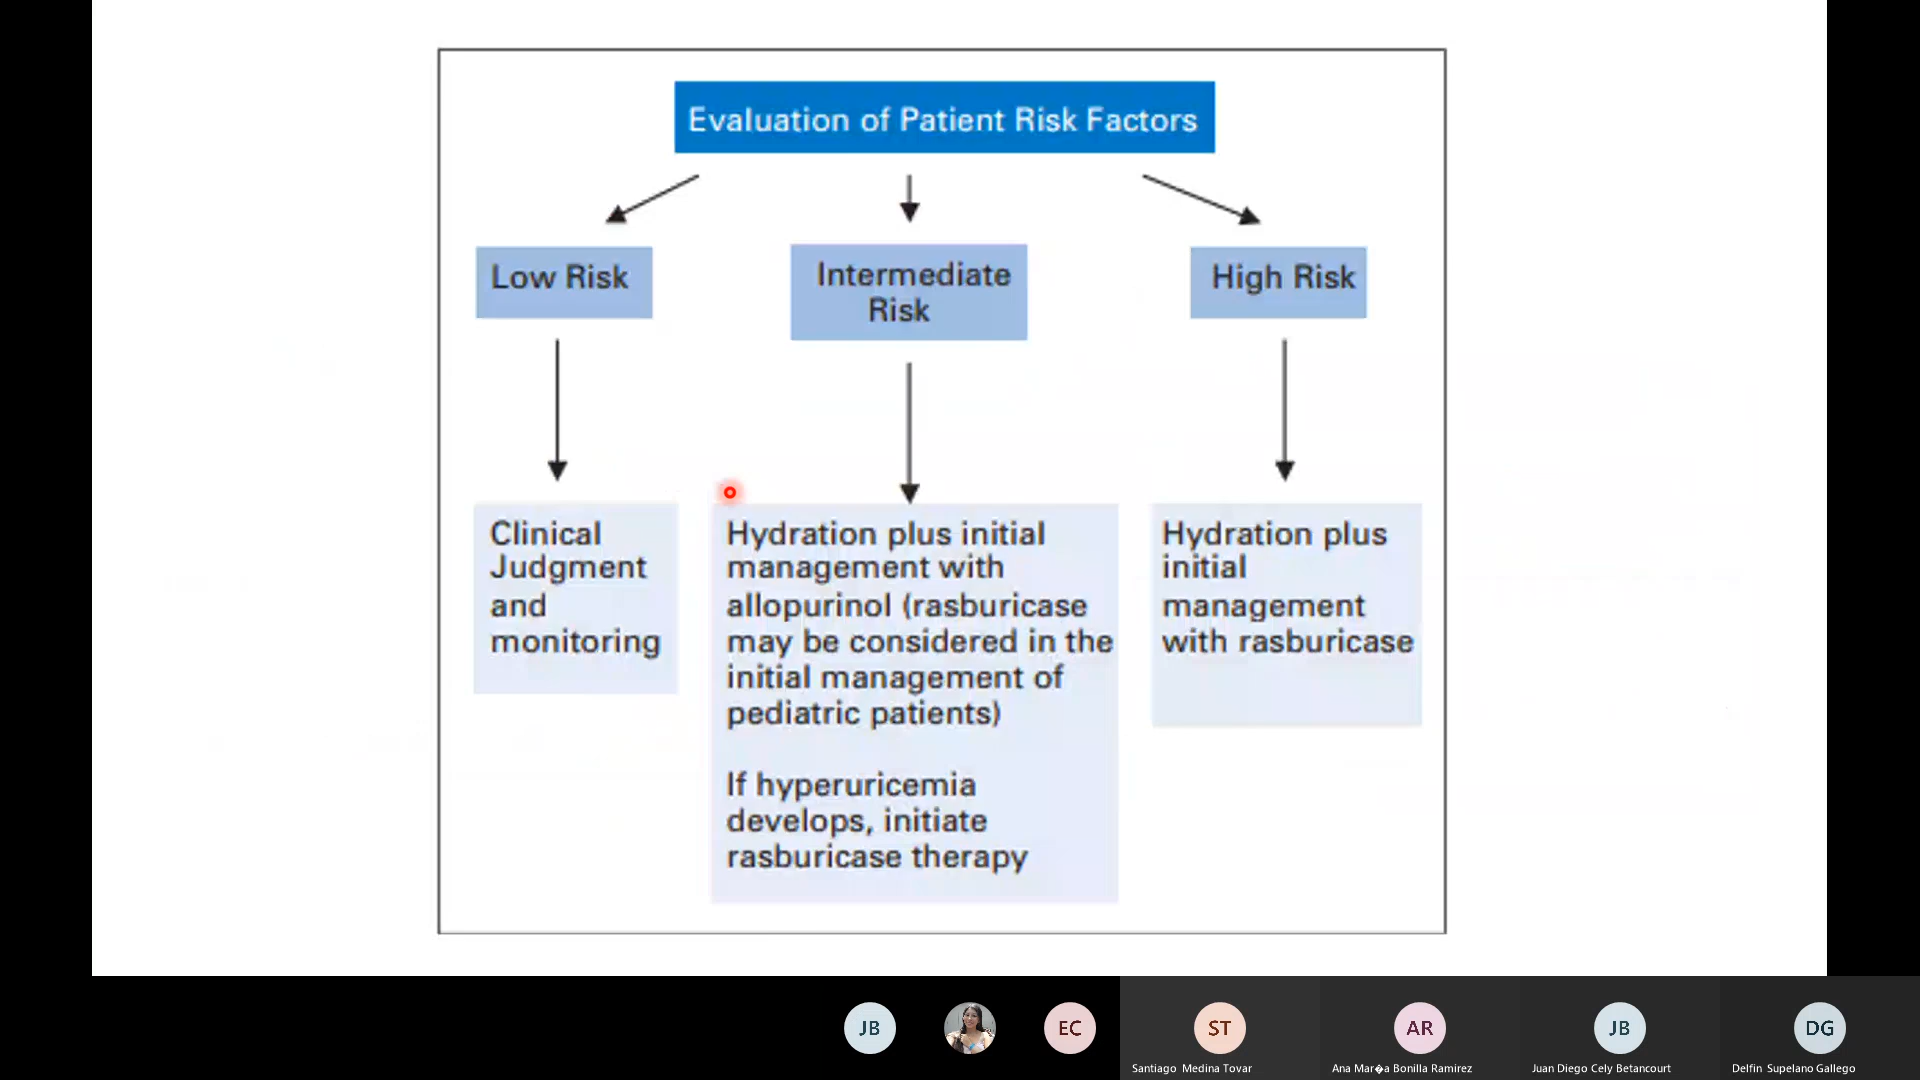 Evaluation of Patient Risk Factors
Low Risk
Intermediate
Risk
High Risk
Clinical
Judgment
and
monitoring
Hydration plus initial
management with
allopurinol (rasburicase
may be considered in the
initial management of
pediatric patients)
If hyperuricemia
develops, initiate
rasburicase therapy
Hydration plus
initial
management
with rasburicase
JB
EC
ST
AR
JB
DG
Santiago Medina Tovar
Ana Mar�a Bonilla Ramirez
Juan Diego Cely Betancourt
Delfin Supelano Gallego